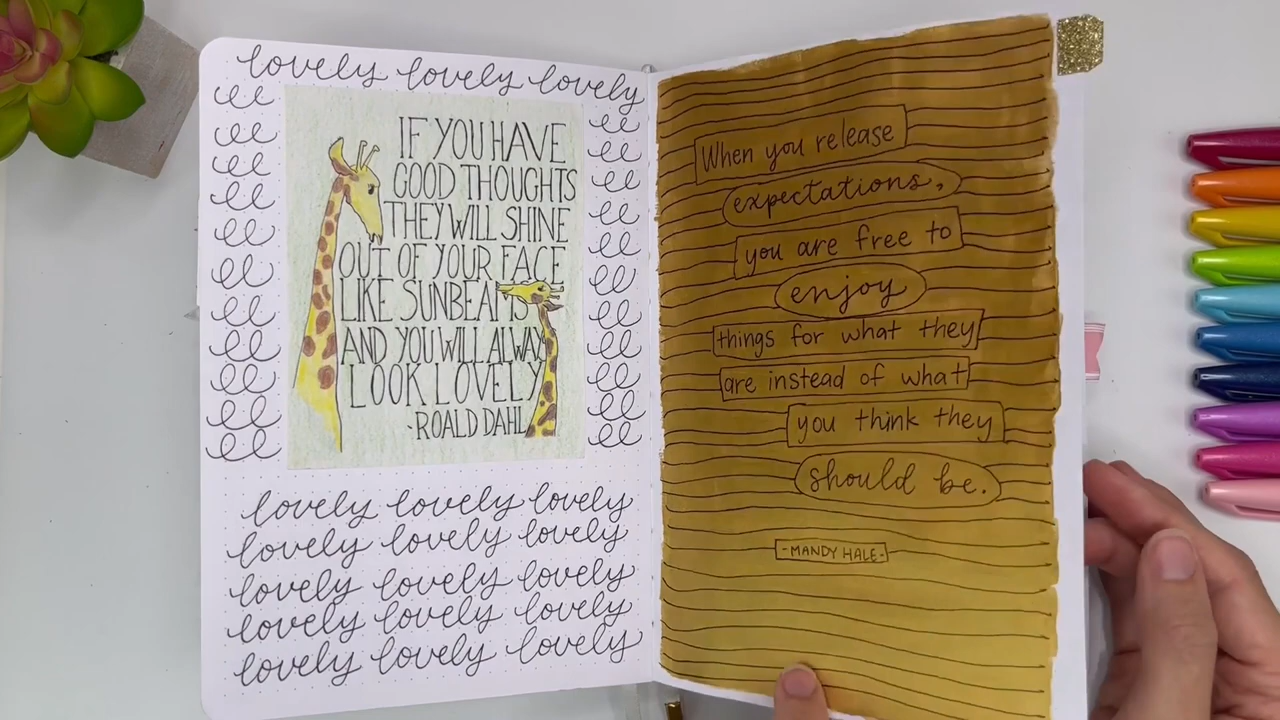 lovely lovely lovely
IF YOU HAVE
GOOD THOUGHTS
THEY WILL SHINE
OUT OF YOUR FACE
LIKE SUNBEAMS
AND YOU WILL ALWAYS
LOOK LOVELY
-ROALD DAHL
lovely lovely lovely
lovely lovely lovely
lovely lovely lovely
lovely lovely lovely
lovely lovely lovely
When you release
expectations,
you are free to
enjoy
things for what they
are instead of what
you think they
should be.
-MANDY HALE-